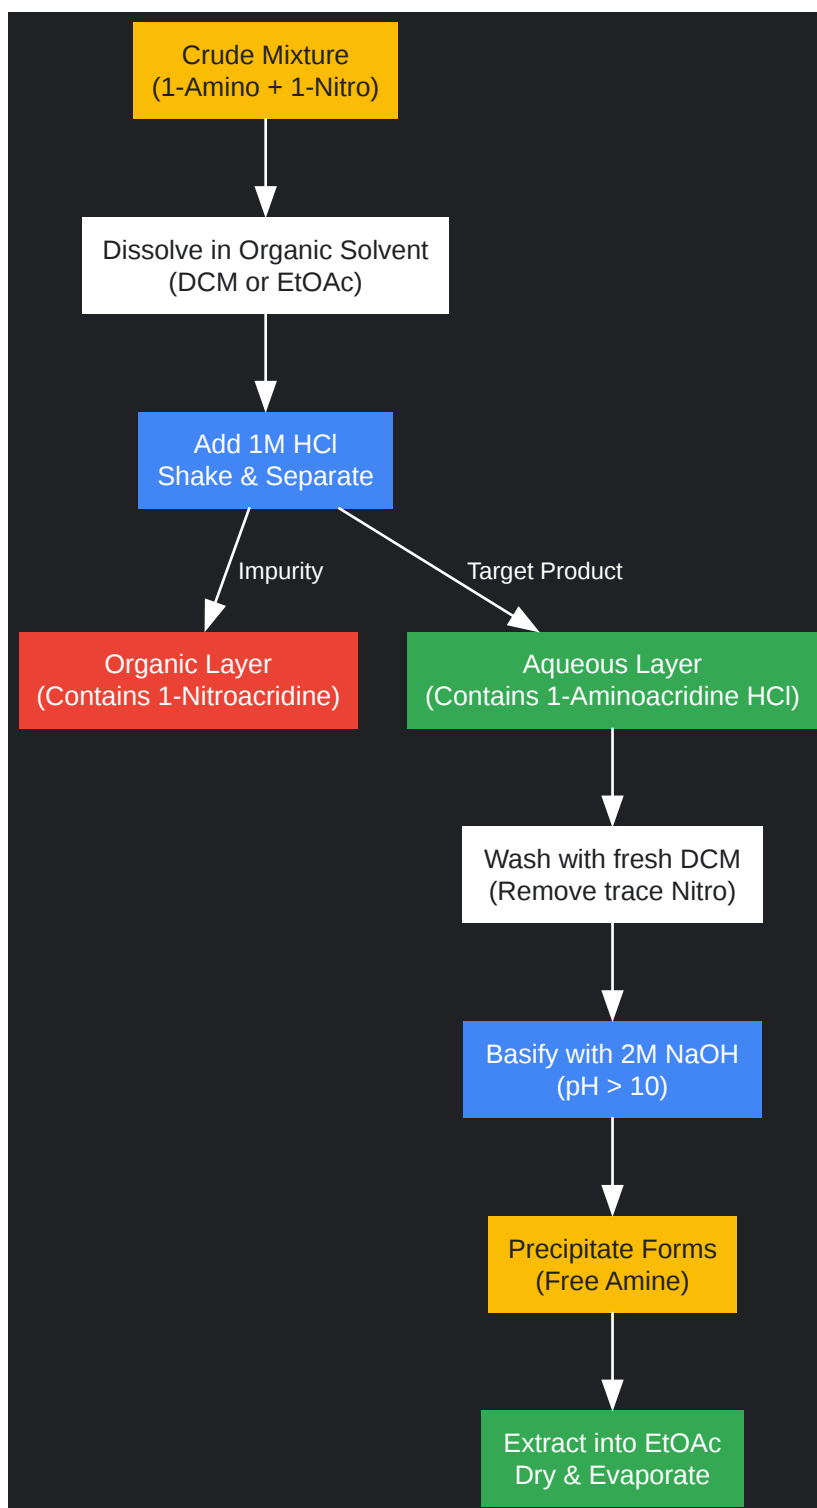 Crude Mixture
(1-Amino + 1-Nitro)
Dissolve in Organic Solvent
(DCM or EtOAc)
Add 1M HCl
Shake & Separate
Impurity
Target Product
Organic Layer
(Contains 1-Nitroacridine)
Aqueous Layer
(Contains 1-Aminoacridine HCl)
Wash with fresh DCM
(Remove trace Nitro)
Basify with 2M NaOH
(pH > 10)
Precipitate Forms
(Free Amine)
Extract into EtOAc
Dry & Evaporate